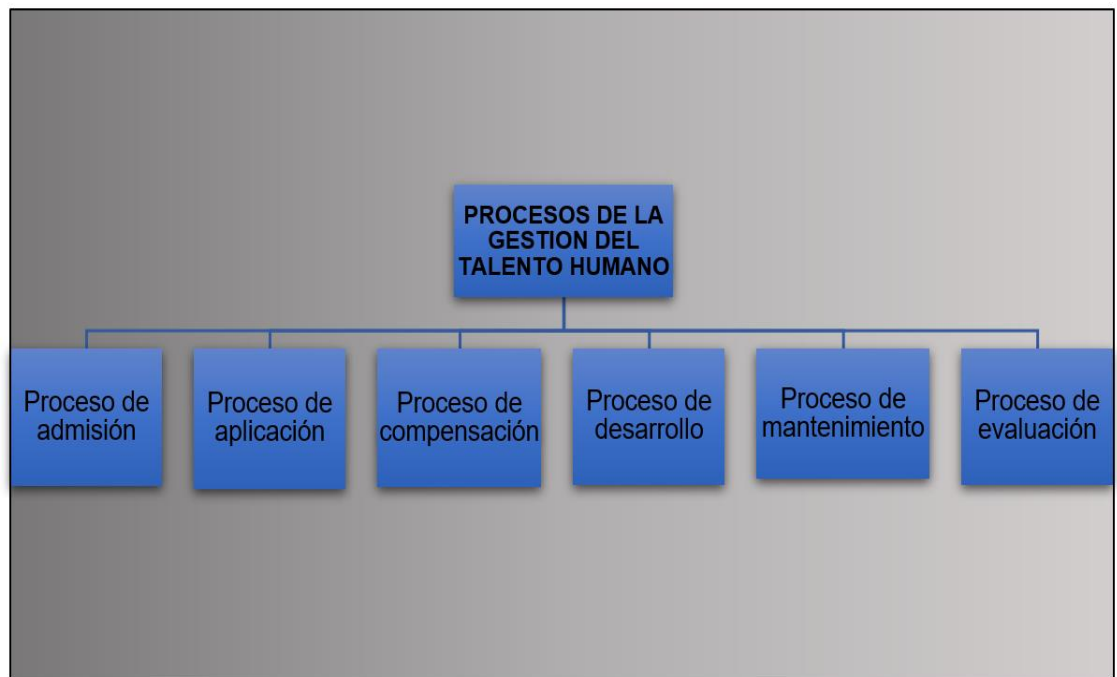 PROCESOS DE LA
GESTION DEL
TALENTO HUMANO
Proceso de
admisión
Proceso de
aplicación
Proceso de
compensación
Proceso de
desarrollo
Proceso de
mantenimiento
Proceso de
evaluación